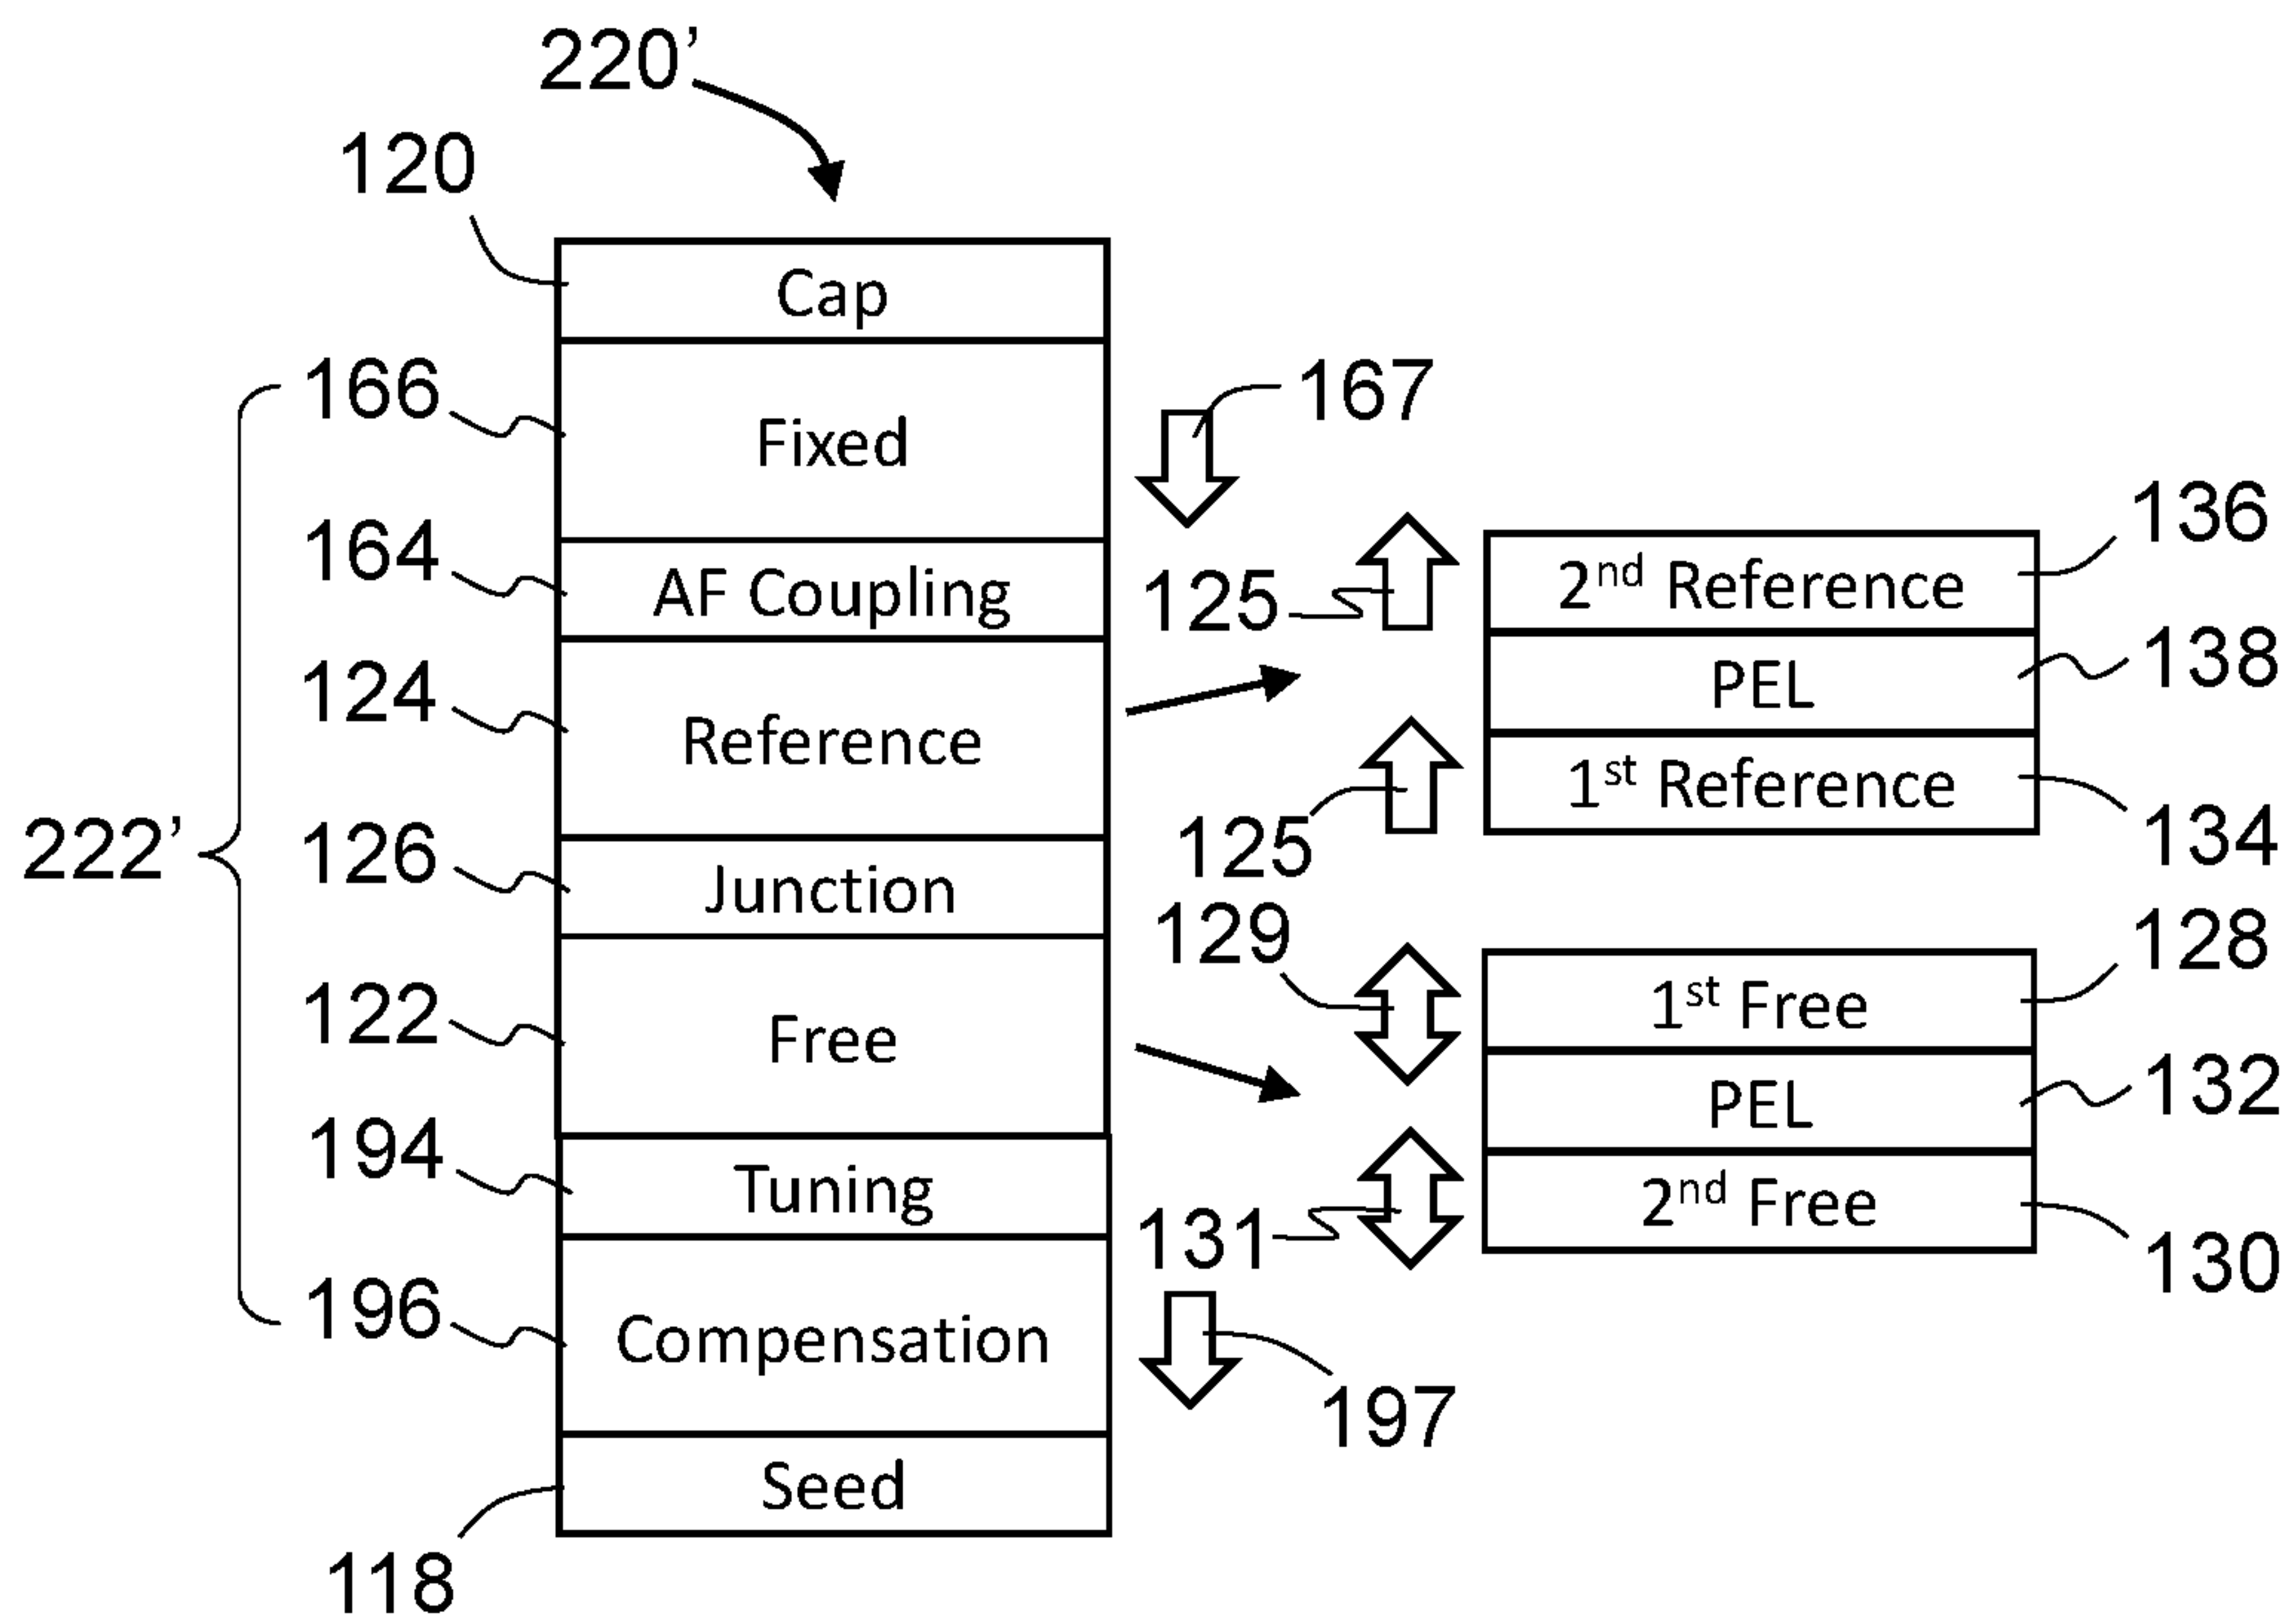 220’
120
Cap
166
Fixed
167
164
AF Coupling
125
2nd Reference
136
124
Reference
PEL
138
125
1st Reference
134
222’
126
Junction
129
1st Free
128
122
Free
PEL
132
194
Tuning
131
2nd Free
130
196
Compensation
197
Seed
118